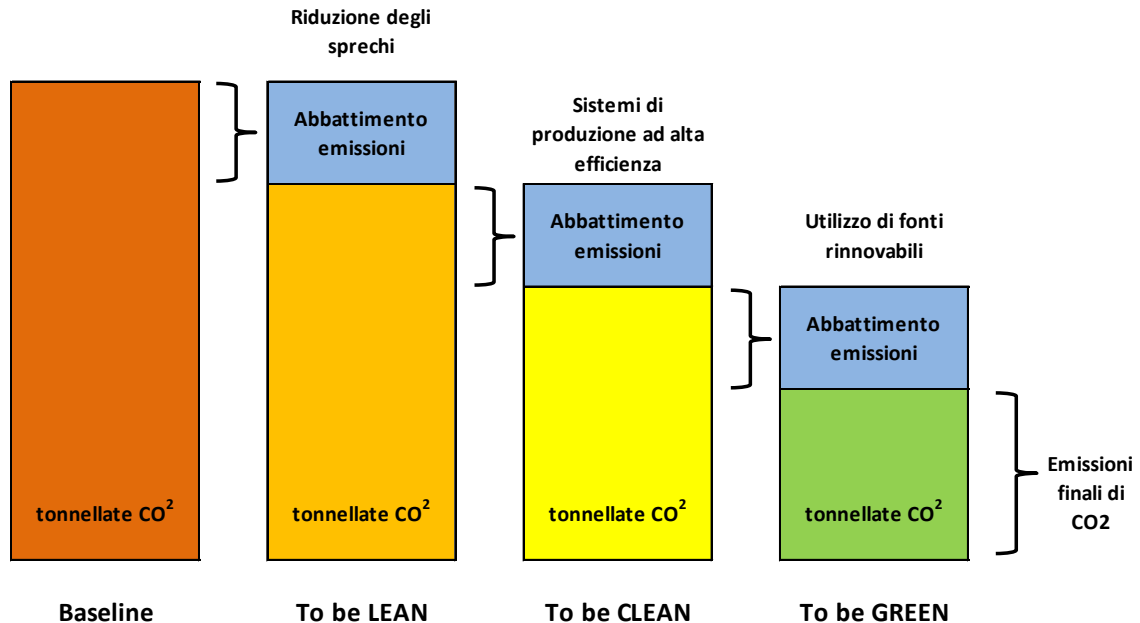 Riduzione degli
sprechi
Abbattimento
emissioni
Sistemi di
produzione ad alta
efficienza
Abbattimento
emissioni
Utilizzo di fonti
rinnovabili
Abbattimento
emissioni
tonnellate CO²
tonnellate CO²
tonnellate CO²
tonnellate CO²
Emissioni
finali di
CO2
Baseline
To be LEAN
To be CLEAN
To be GREEN